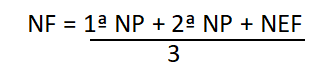 NF = 1ª NP + 2ª NP + NEF
3